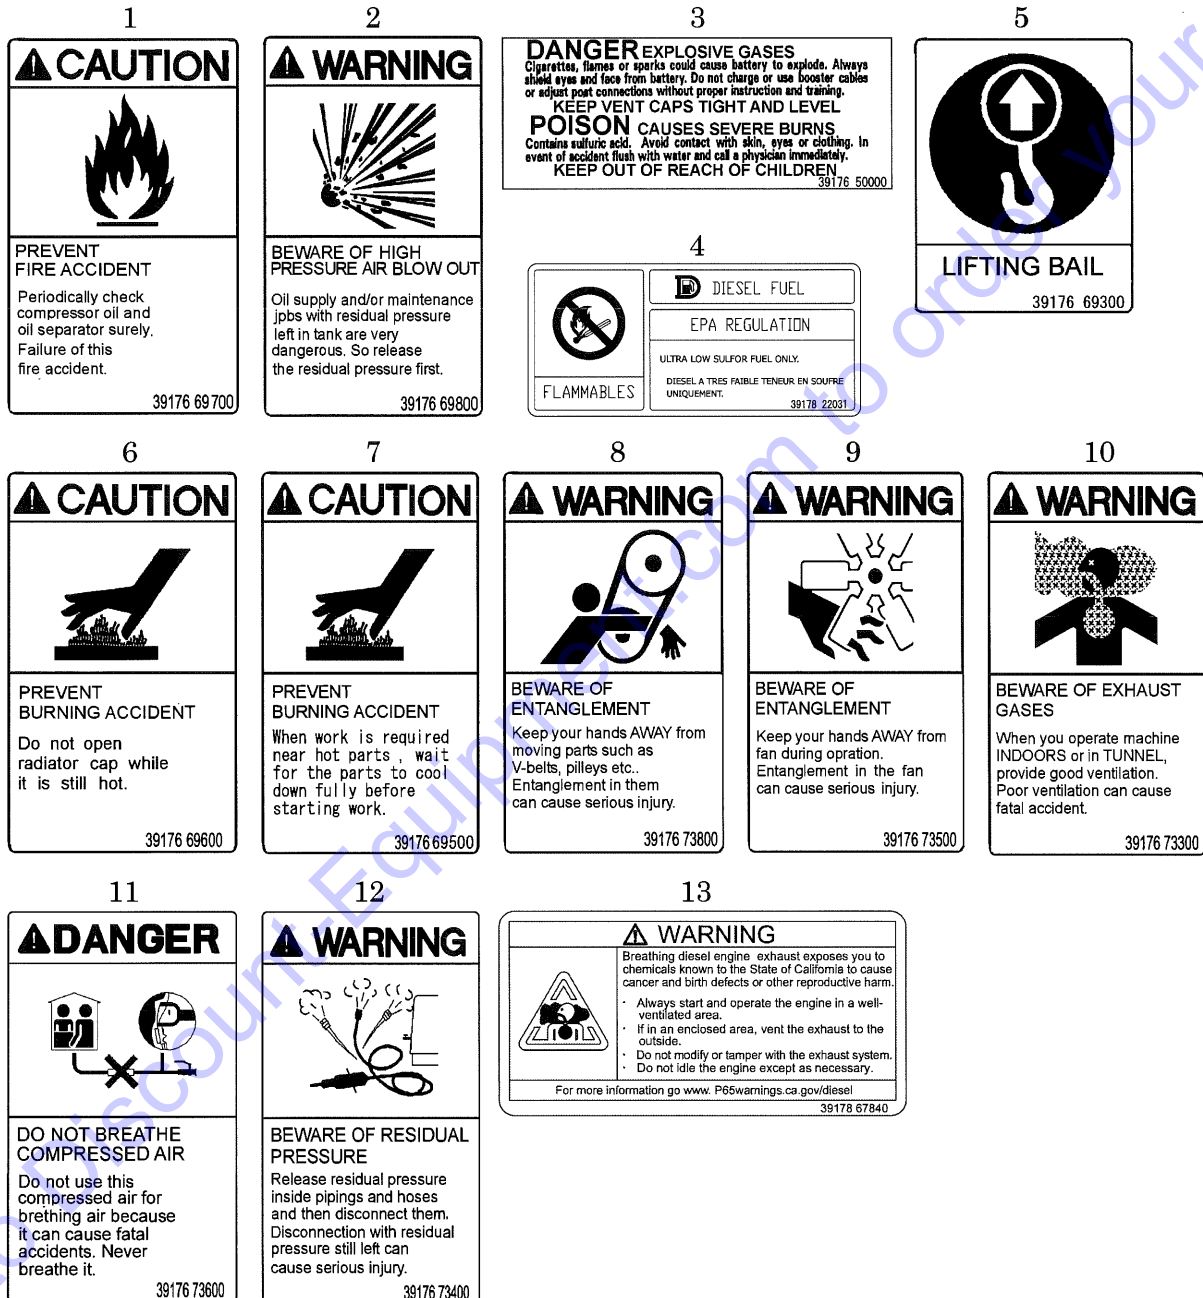 1
CAUTION
PREVENT
FIRE ACCIDENT
Periodically check
compressor oil and
oil separator surely.
Failure of this
fire accident.
39176 69700
2
WARNING
BEWARE OF HIGH
PRESSURE AIR BLOW OUT
Oil supply and/or maintenance
jpbs with residual pressure
left in tank are very
dangerous. So release
the residual pressure first.
39176 69800
3
DANGER EXPLOSIVE GASES
Cigarettes, flames or sparks could cause battery to explode. Always
shield eyes and face from battery. Do not charge or use booster cables
or adjust post connections without proper instruction and training.
KEEP VENT CAPS TIGHT AND LEVEL
POISON CAUSES SEVERE BURNS
Contains sulfuric acid. Avoid contact with skin, eyes or clothing. In
event of accident flush with water and call a physician immediately.
KEEP OUT OF REACH OF CHILDREN
39176 50000
4
FLAMMABLES
DIESEL FUEL
EPA REGULATION
ULTRA LOW SULFOR FUEL ONLY.
DIESEL A TRES FAIBLE TENEUR EN SOUFRE
UNIQUEMENT.
39178 22031
5
LIFTING BAIL
39176 69300
6
CAUTION
PREVENT
BURNING ACCIDENT
Do not open
radiator cap while
it is still hot.
39176 69600
7
CAUTION
PREVENT
BURNING ACCIDENT
When work is required
near hot parts , wait
for the parts to cool
down fully before
starting work.
39176 69500
8
WARNING
BEWARE OF
ENTANGLEMENT
Keep your hands AWAY from
moving parts such as
V-belts, pilleys etc..
Entanglement in them
can cause serious injury.
39176 73800
9
WARNING
BEWARE OF
ENTANGLEMENT
Keep your hands AWAY from
fan during opration.
Entanglement in the fan
can cause serious injury.
39176 73500
10
WARNING
BEWARE OF EXHAUST
GASES
When you operate machine
INDOORS or in TUNNEL,
provide good ventilation.
Poor ventilation can cause
fatal accident.
39176 73300
11
DANGER
DO NOT BREATHE
COMPRESSED AIR
Do not use this
compressed air for
brething air because
it can cause fatal
accidents. Never
breathe it.
39176 73600
12
WARNING
BEWARE OF RESIDUAL
PRESSURE
Release residual pressure
inside pipings and hoses
and then disconnect them.
Disconnection with residual
pressure still left can
cause serious injury.
39176 73400
13
WARNING
Breathing diesel engine exhaust exposes you to
chemicals known to the State of California to cause
cancer and birth defects or other reproductive harm.
· Always start and operate the engine in a well-
ventilated area.
· If in an enclosed area, vent the exhaust to the
outside.
· Do not modify or tamper with the exhaust system.
· Do not idle the engine except as necessary.
For more information go www. P65warnings.ca.gov/diesel
39178 67840
to Discount-Equipment.com to order your